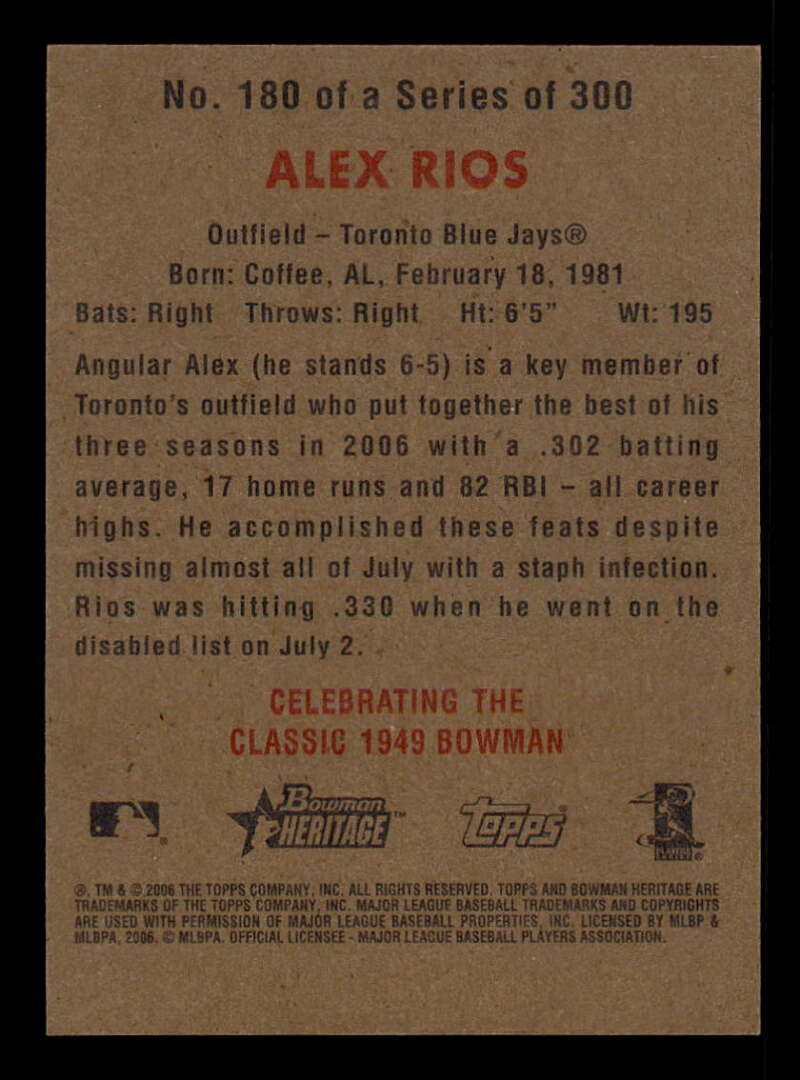 No. 180 of a Series of 300
ALEX RIOS
Outfield – Toronto Blue Jays®
Born: Coffee, AL, February 18, 1981
Bats: Right Throws: Right Ht: 6'5" Wt: 195
Angular Alex (he stands 6-5) is a key member of
Toronto's outfield who put together the best of his
three seasons in 2006 with a .302 batting
average, 17 home runs and 82 RBI – all career
highs. He accomplished these feats despite
missing almost all of July with a staph infection.
Rios was hitting .330 when he went on the
disabled list on July 2.
CELEBRATING THE
CLASSIC 1949 BOWMAN
Bowman HERITAGE™ Topps®
®, TM & © 2006 THE TOPPS COMPANY, INC. ALL RIGHTS RESERVED. TOPPS AND BOWMAN HERITAGE ARE
TRADEMARKS OF THE TOPPS COMPANY, INC. MAJOR LEAGUE BASEBALL TRADEMARKS AND COPYRIGHTS
ARE USED WITH PERMISSION OF MAJOR LEAGUE BASEBALL PROPERTIES, INC. LICENSED BY MLBP &
MLBPA, 2006. © MLBPA. OFFICIAL LICENSEE - MAJOR LEAGUE BASEBALL PLAYERS ASSOCIATION.